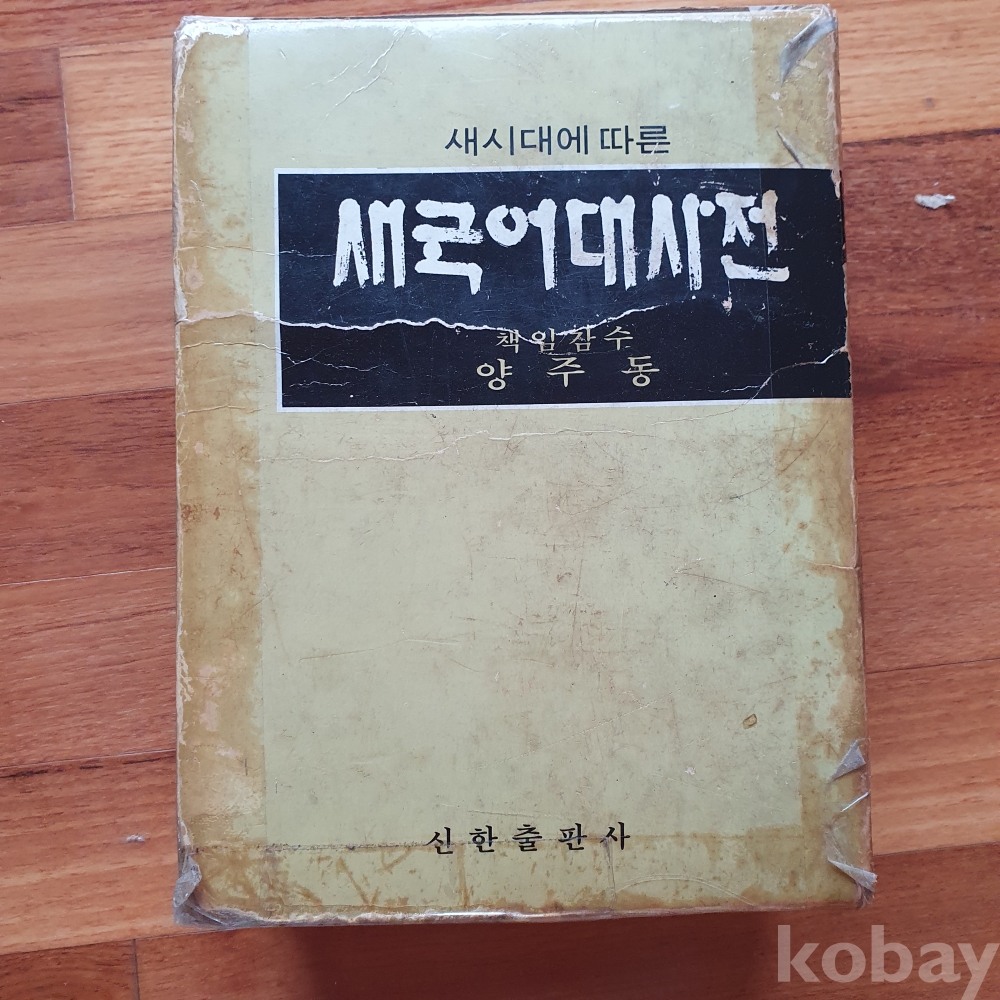 새시대에 따른
새국어대사전
책임감수
양주동
신한출판사
kobay